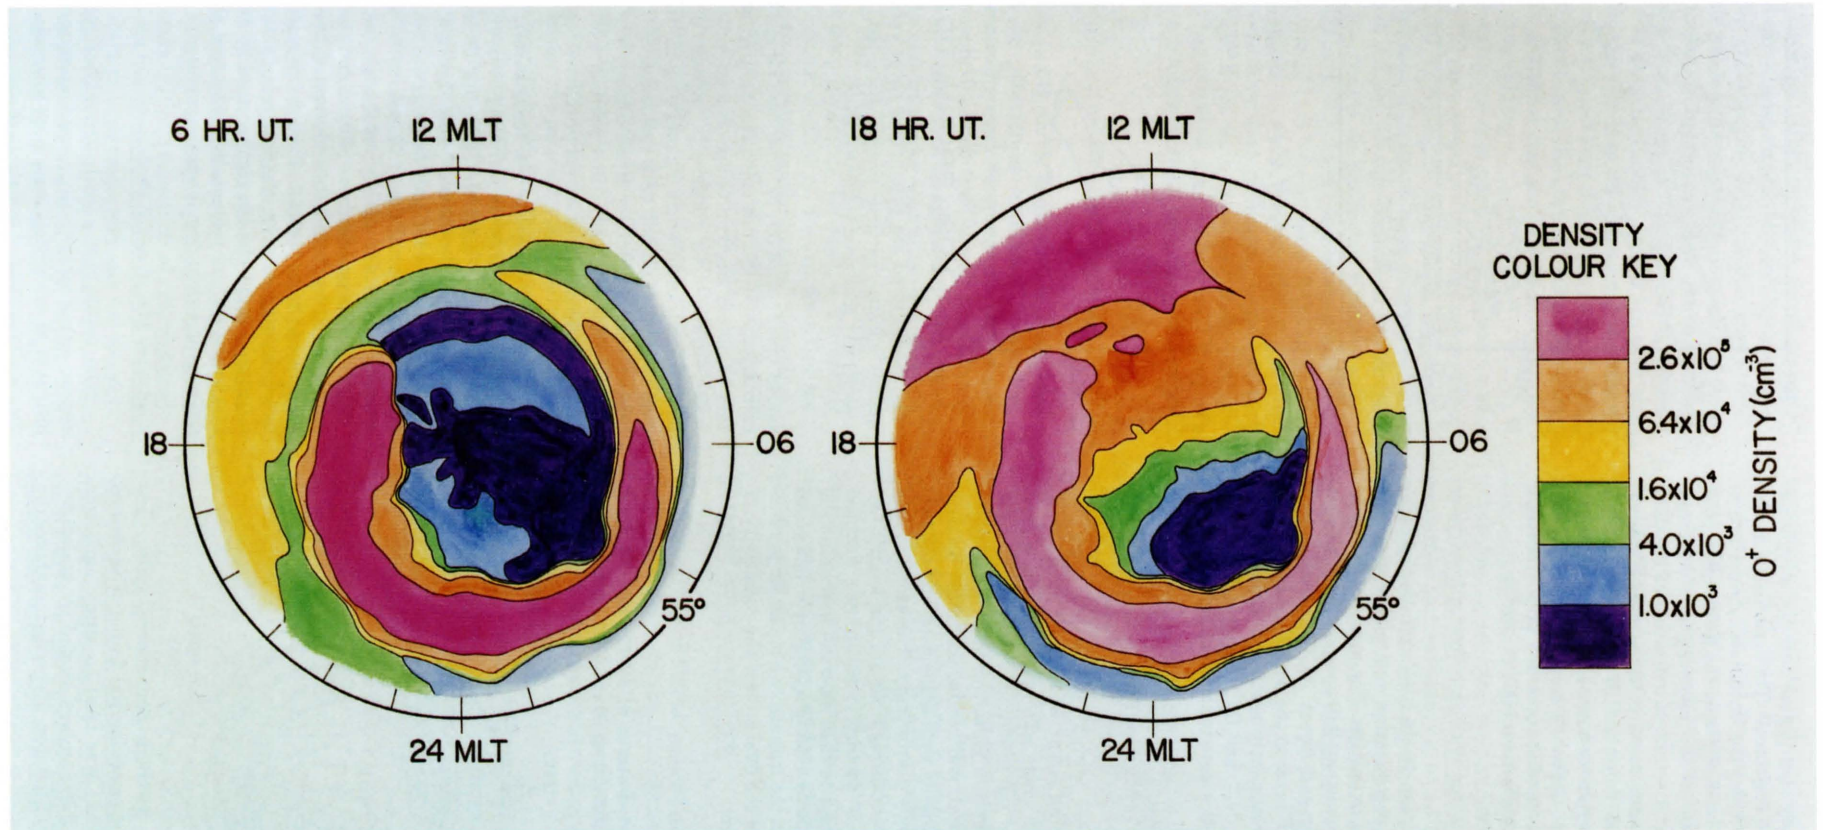 6 HR. UT.
12 MLT
18
06
55°
24 MLT
18 HR. UT.
12 MLT
18
06
55°
24 MLT
DENSITY
COLOUR KEY
2.6x10⁵
6.4x10⁴
1.6x10⁴
4.0x10³
1.0x10³
O⁺ DENSITY (cm⁻³)